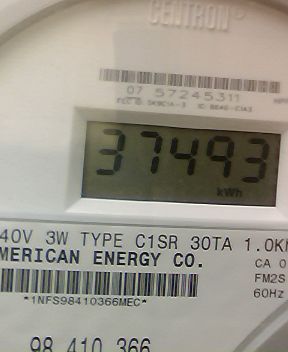 CENTRON®
07 57245311
37493
kWh
40V 3W TYPE C1SR 30TA 1.0K
MERICAN ENERGY CO.
CA 0
FM2S
60Hz
*1NFS98410366MEC*
98 410 366